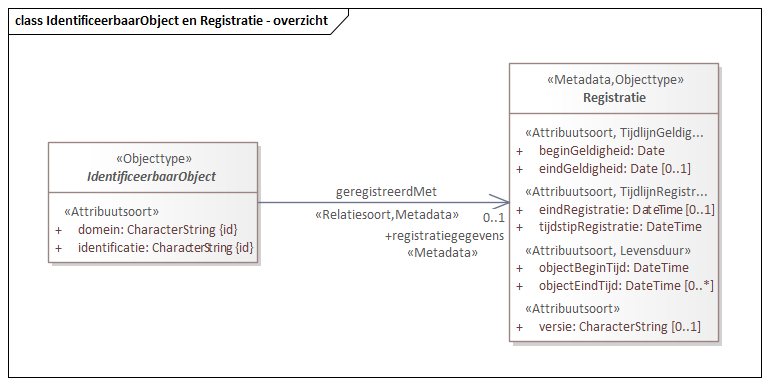 class IdentificeerbaarObject en Registratie - overzicht
«Objecttype»
IdentificeerbaarObject
«Attribuutsoort»
+ domein: CharacterString {id}
+ identificatie: CharacterString {id}
geregistreerdMet
«Relatiesoort,Metadata»
0..1
+registratiegegevens
«Metadata»
«Metadata,Objecttype»
Registratie
«Attribuutsoort, TijdlijnGeldig...
+ beginGeldigheid: Date
+ eindGeldigheid: Date [0..1]
«Attribuutsoort, TijdlijnRegistr...
+ eindRegistratie: DateTime [0..1]
+ tijdstipRegistratie: DateTime
«Attribuutsoort, Levensduur»
+ objectBeginTijd: DateTime
+ objectEindTijd: DateTime [0..*]
«Attribuutsoort»
+ versie: CharacterString [0..1]